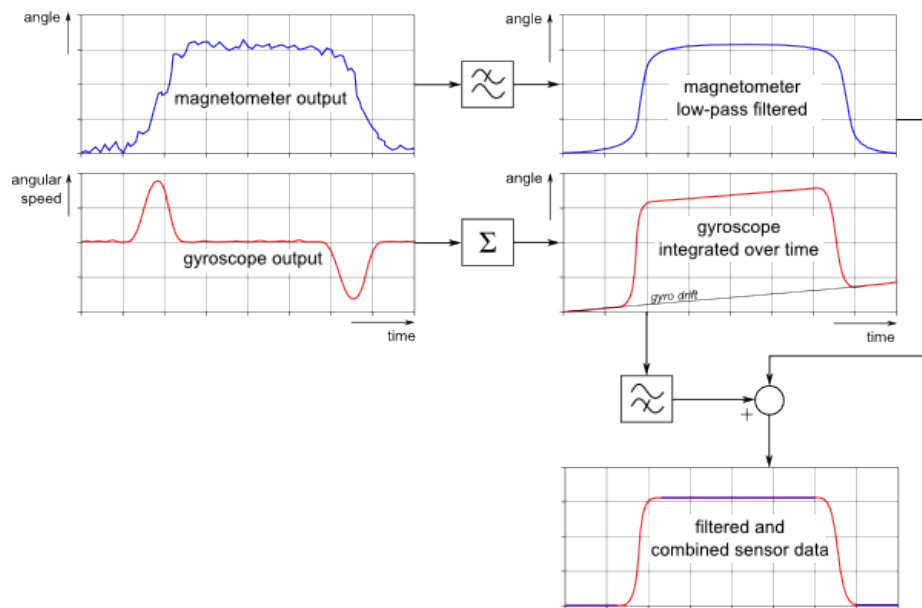 angle
magnetometer output
angle
magnetometer
low-pass filtered
angular
speed
gyroscope output
time
Σ
angle
gyroscope
integrated over time
gyro drift
time
+
filtered and
combined sensor data